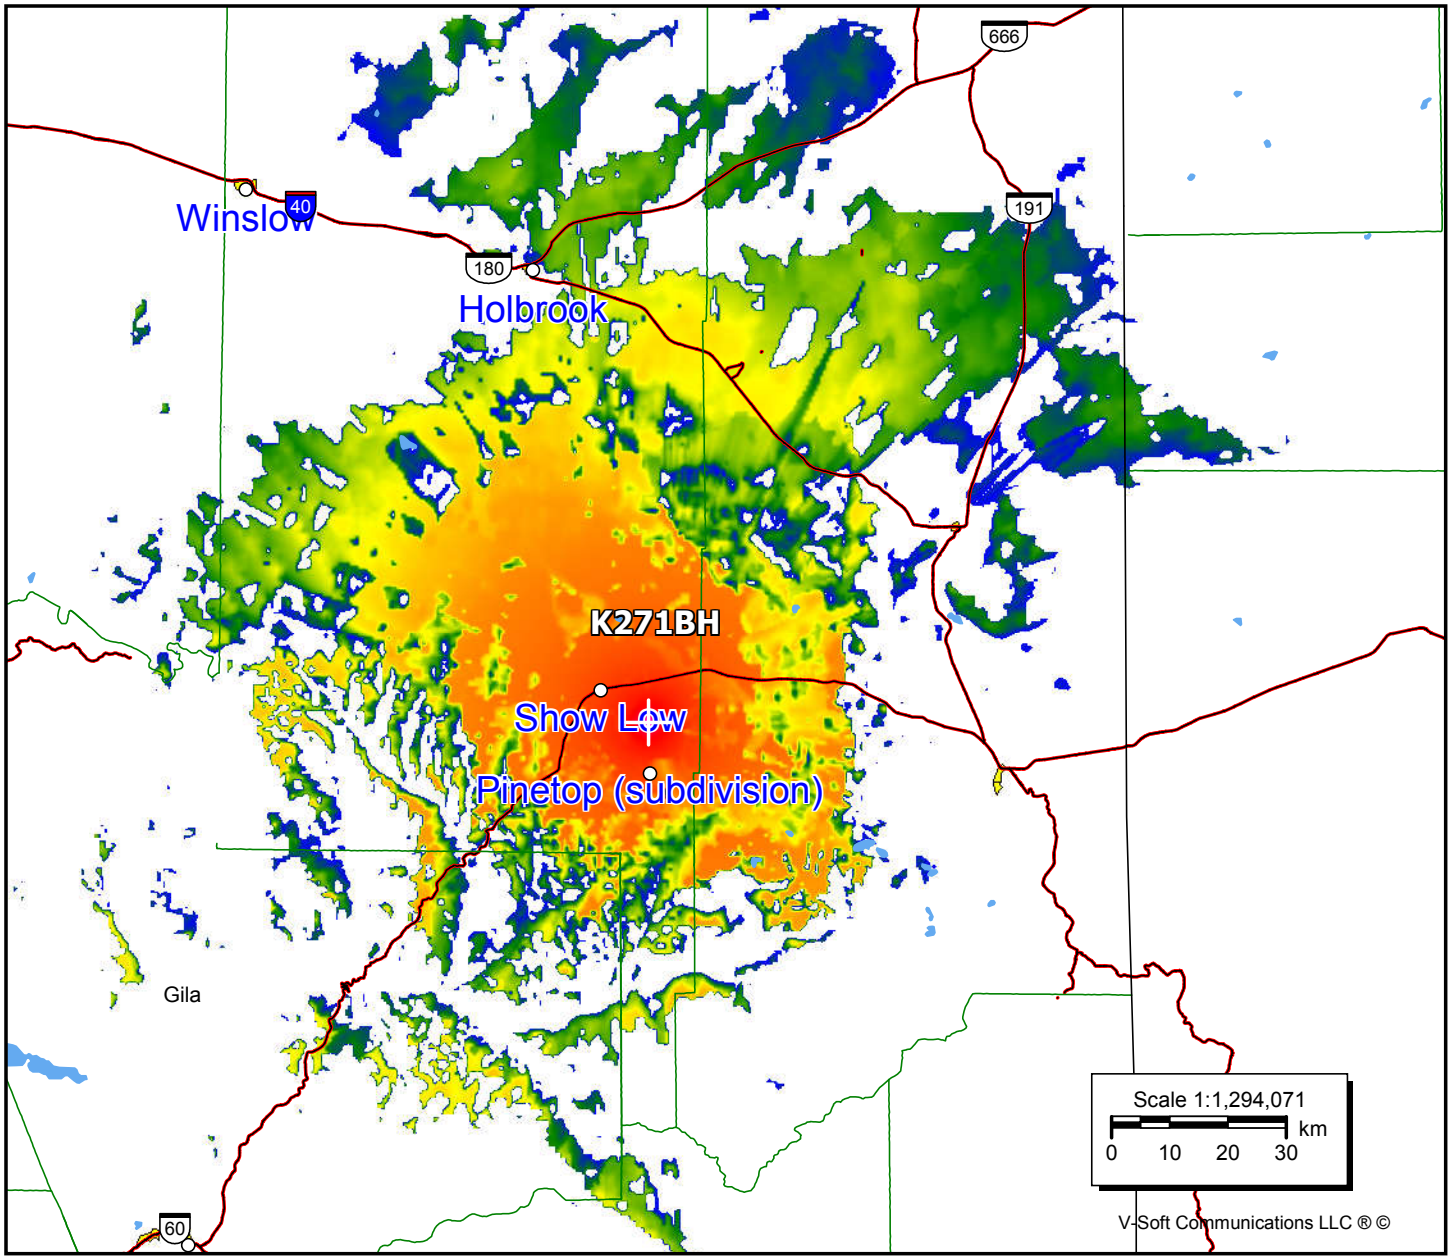 666
40
Winslow
191
180
Holbrook
K271BH
Show Low
Pinetop (subdivision)
Gila
Scale 1:1,294,071
km
0 10 20 30
60
V-Soft Communications LLC ® ©